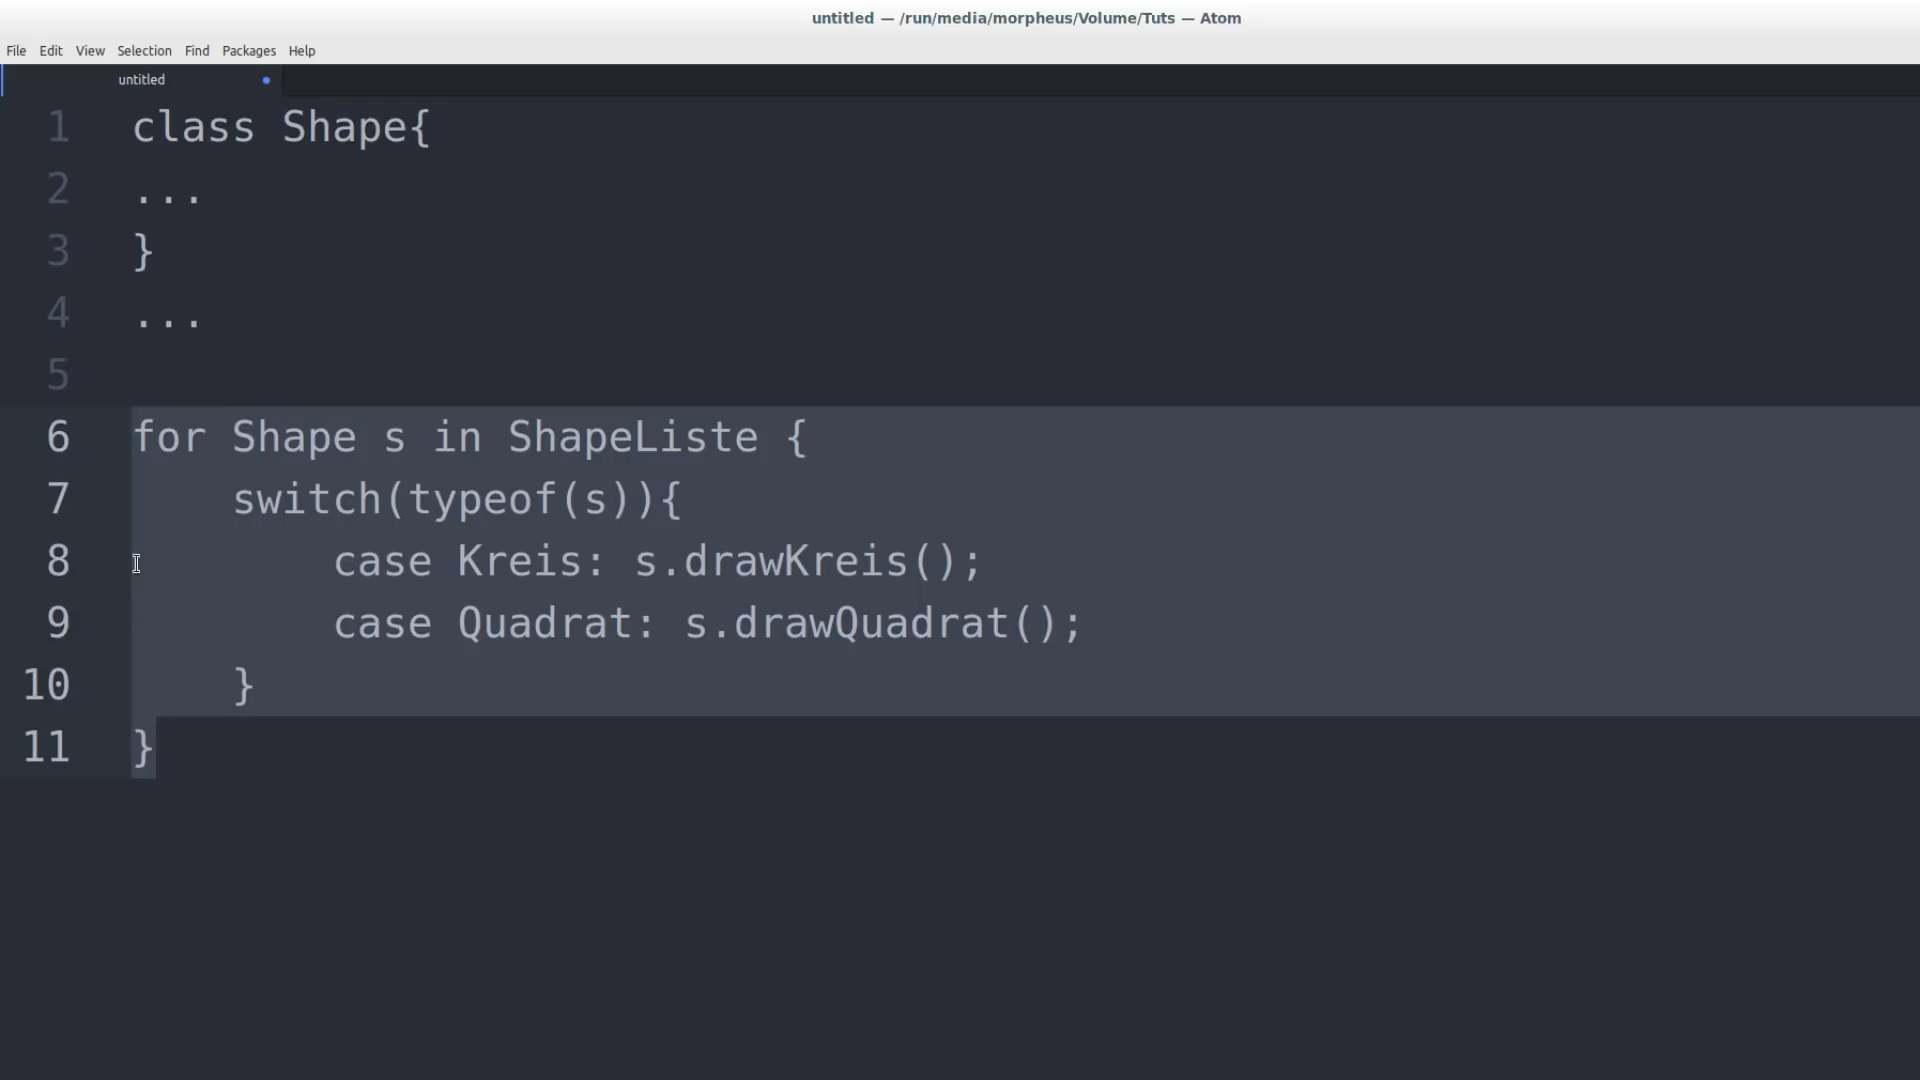 untitled — /run/media/morpheus/Volume/Tuts — Atom
File Edit View Selection Find Packages Help
untitled
1 class Shape{
2 ...
3 }
4 ...
5
6 for Shape s in ShapeListe {
7     switch(typeof(s)){
8         case Kreis: s.drawKreis();
9         case Quadrat: s.drawQuadrat();
10     }
11 }